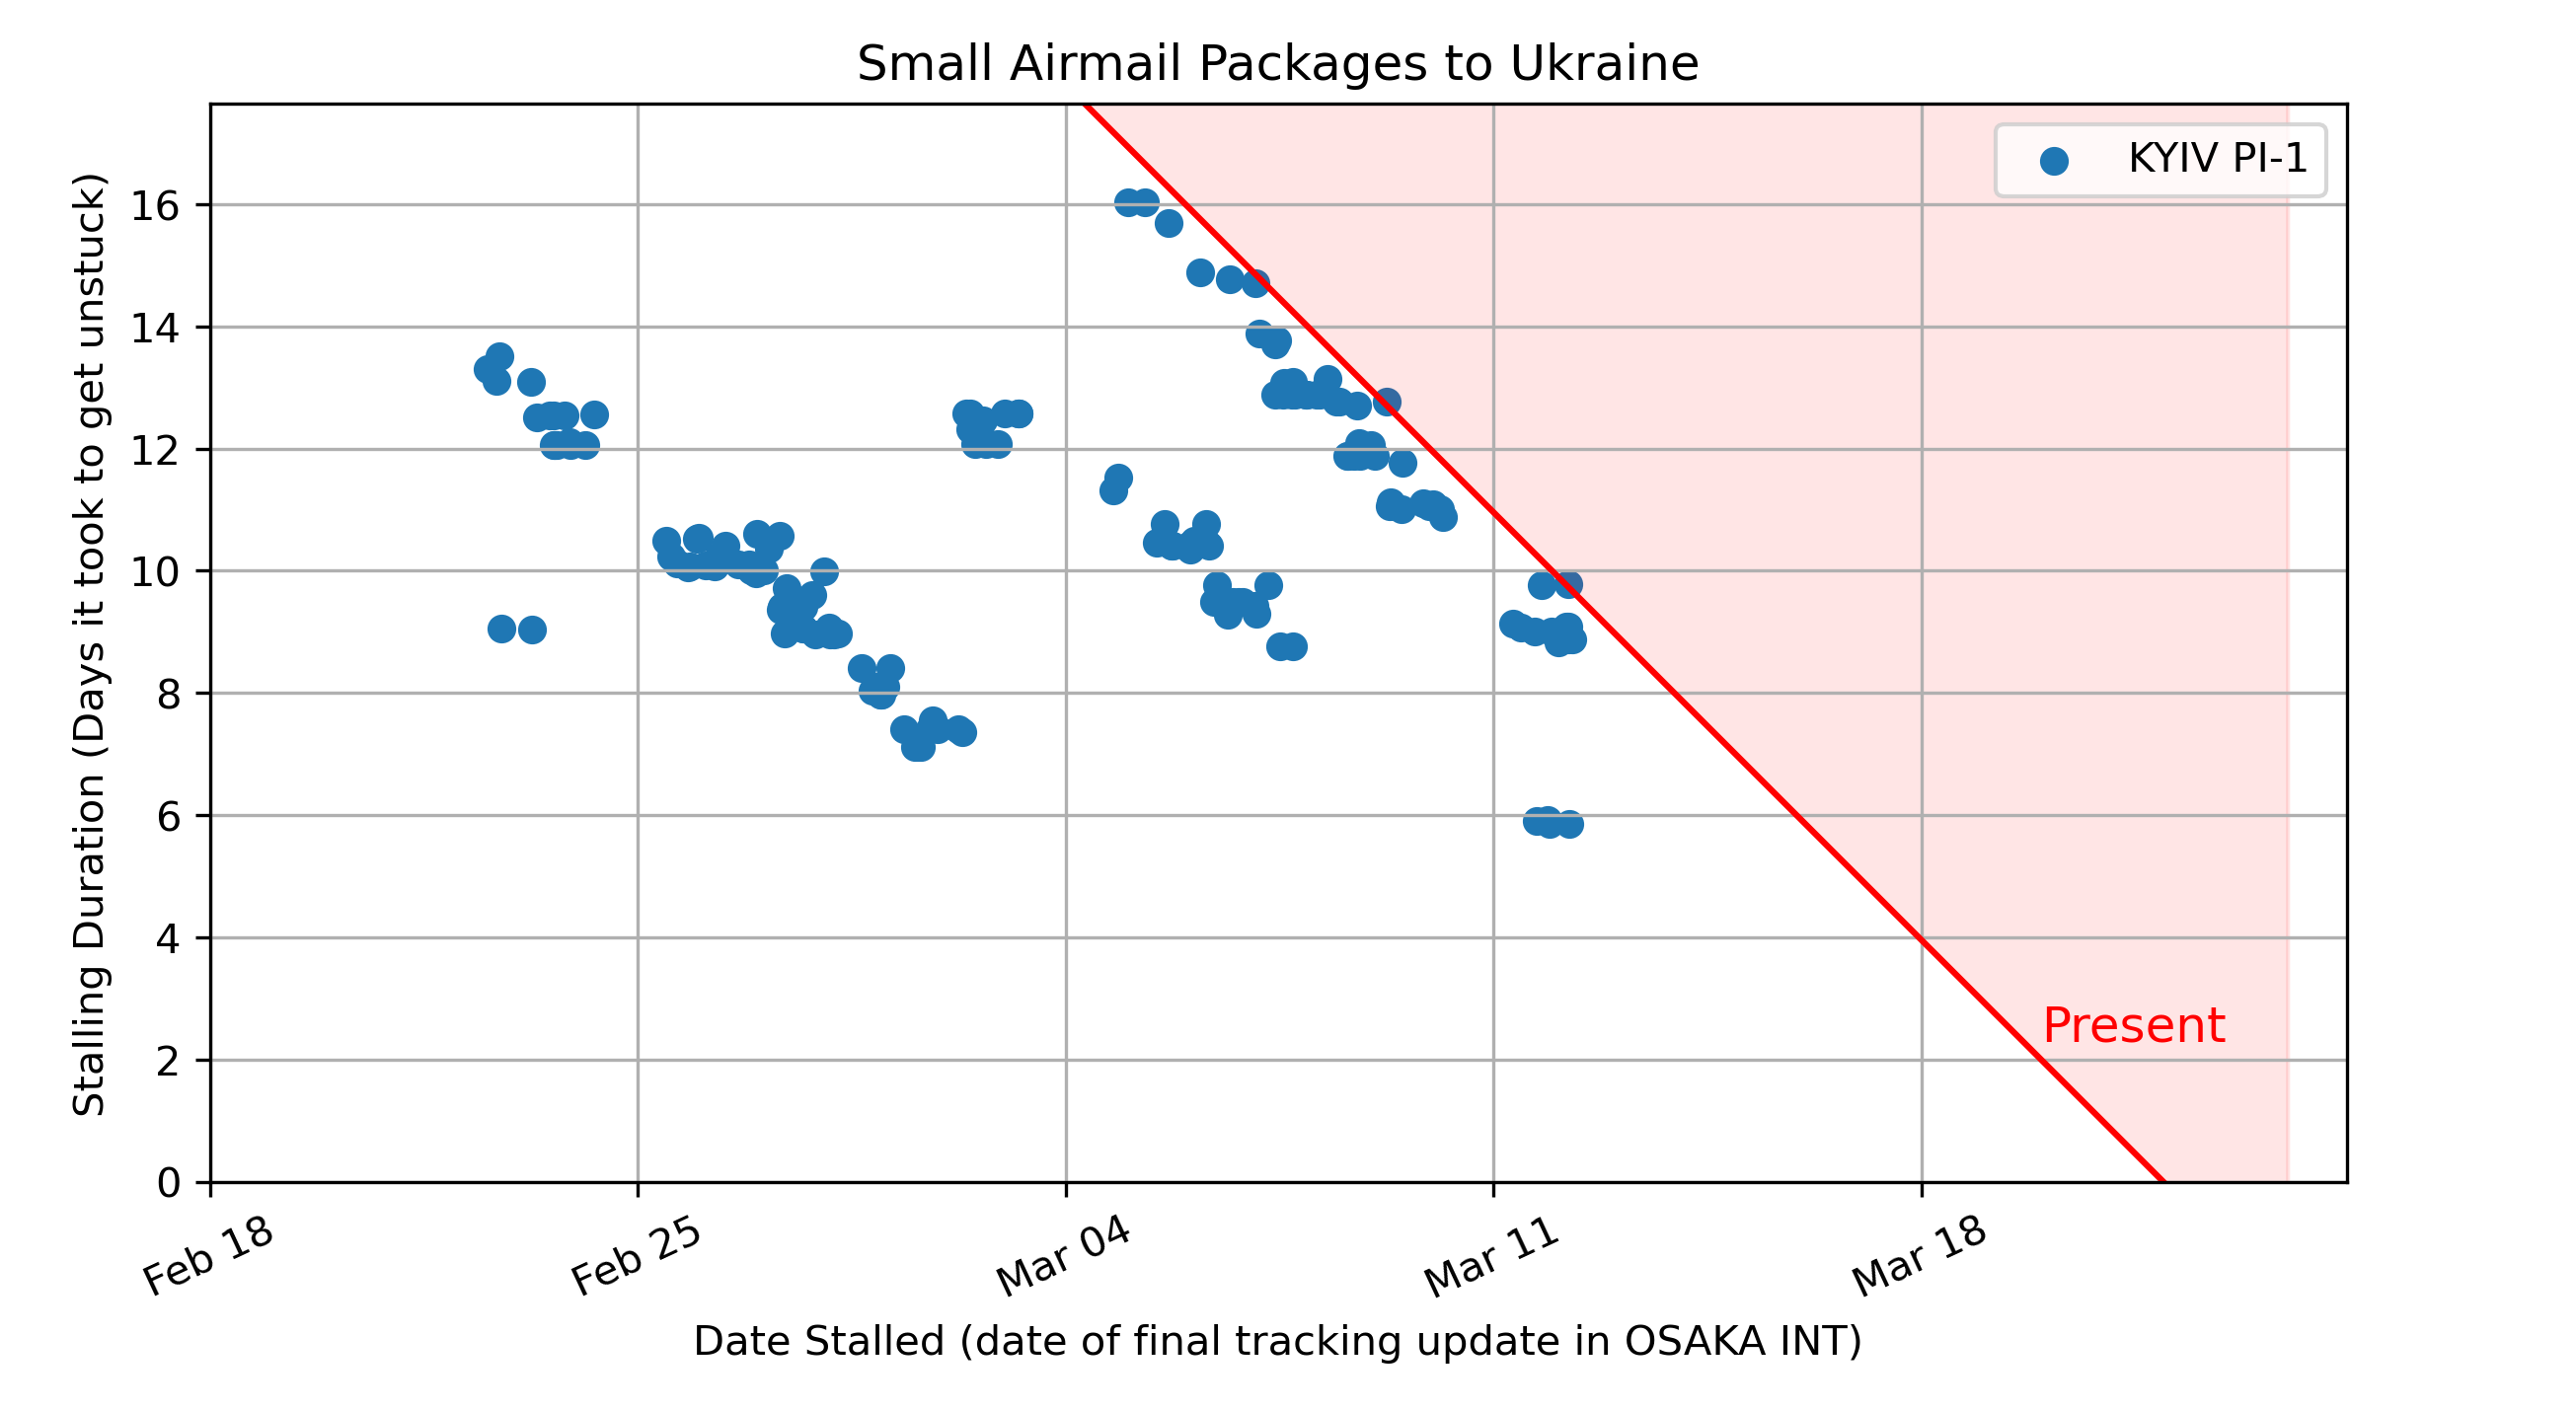 Small Airmail Packages to Ukraine
KYIV PI-1
Stalling Duration (Days it took to get unstuck)
16
14
12
10
8
6
4
2
0
Present
Feb 18
Feb 25
Mar 04
Mar 11
Mar 18
Date Stalled (date of final tracking update in OSAKA INT)